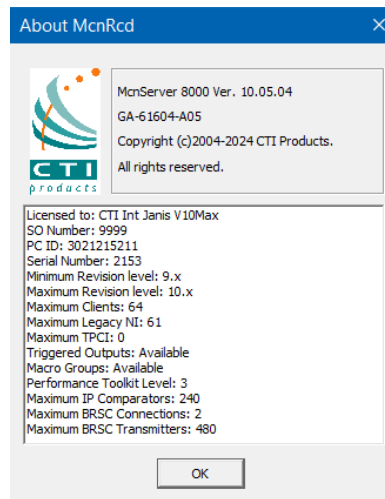 About McnRcd
McnServer 8000 Ver. 10.05.04
GA-61604-A05
Copyright (c)2004-2024 CTI Products.
All rights reserved.
CTI
products
Licensed to: CTI Int Janis V10Max
SO Number: 9999
PC ID: 3021215211
Serial Number: 2153
Minimum Revision level: 9.x
Maximum Revision level: 10.x
Maximum Clients: 64
Maximum Legacy NI: 61
Maximum TPCI: 0
Triggered Outputs: Available
Macro Groups: Available
Performance Toolkit Level: 3
Maximum IP Comparators: 240
Maximum BRSC Connections: 2
Maximum BRSC Transmitters: 480
OK